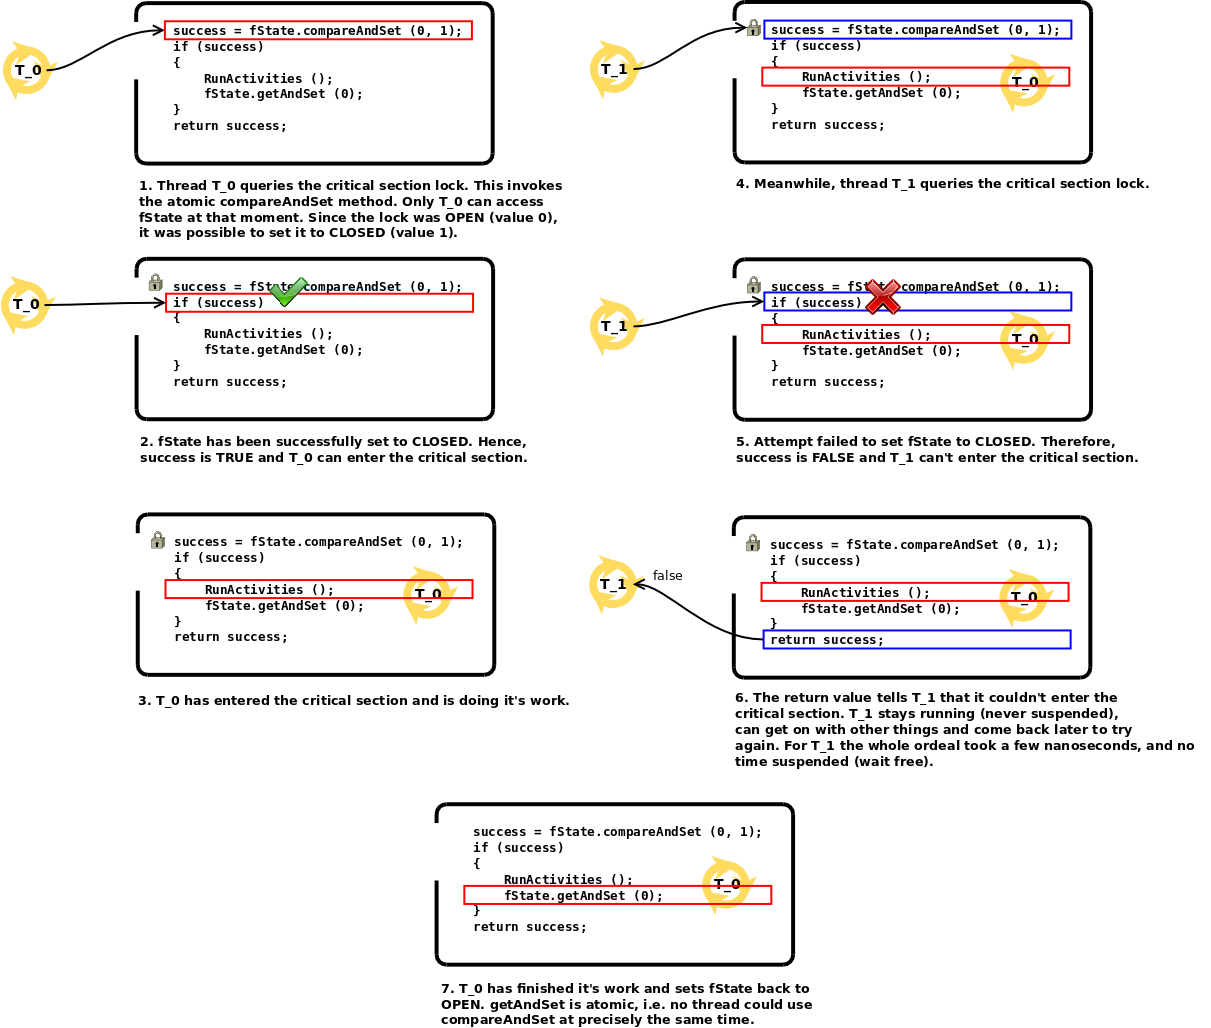 T_0
success = fState.compareAndSet (0, 1);
if (success)
{
RunActivities ();
fState.getAndSet (0);
}
return success;
1. Thread T_0 queries the critical section lock. This invokes
the atomic compareAndSet method. Only T_0 can access
fState at that moment. Since the lock was OPEN (value 0),
it was possible to set it to CLOSED (value 1).
T_0
success = fState.compareAndSet (0, 1);
if (success)
{
RunActivities ();
fState.getAndSet (0);
}
return success;
2. fState has been successfully set to CLOSED. Hence,
success is TRUE and T_0 can enter the critical section.
success = fState.compareAndSet (0, 1);
if (success)
{
RunActivities ();
T_0
fState.getAndSet (0);
}
return success;
3. T_0 has entered the critical section and is doing it's work.
T_1
success = fState.compareAndSet (0, 1);
if (success)
{
RunActivities ();
T_0
fState.getAndSet (0);
}
return success;
4. Meanwhile, thread T_1 queries the critical section lock.
T_1
success = fState.compareAndSet (0, 1);
if (success)
{
RunActivities ();
T_0
fState.getAndSet (0);
}
return success;
5. Attempt failed to set fState to CLOSED. Therefore,
success is FALSE and T_1 can't enter the critical section.
T_1
false
success = fState.compareAndSet (0, 1);
if (success)
{
RunActivities ();
T_0
fState.getAndSet (0);
}
return success;
6. The return value tells T_1 that it couldn't enter the
critical section. T_1 stays running (never suspended),
can get on with other things and come back later to try
again. For T_1 the whole ordeal took a few nanoseconds, and no
time suspended (wait free).
success = fState.compareAndSet (0, 1);
if (success)
{
RunActivities ();
T_0
fState.getAndSet (0);
}
return success;
7. T_0 has finished it's work and sets fState back to
OPEN. getAndSet is atomic, i.e. no thread could use
compareAndSet at precisely the same time.